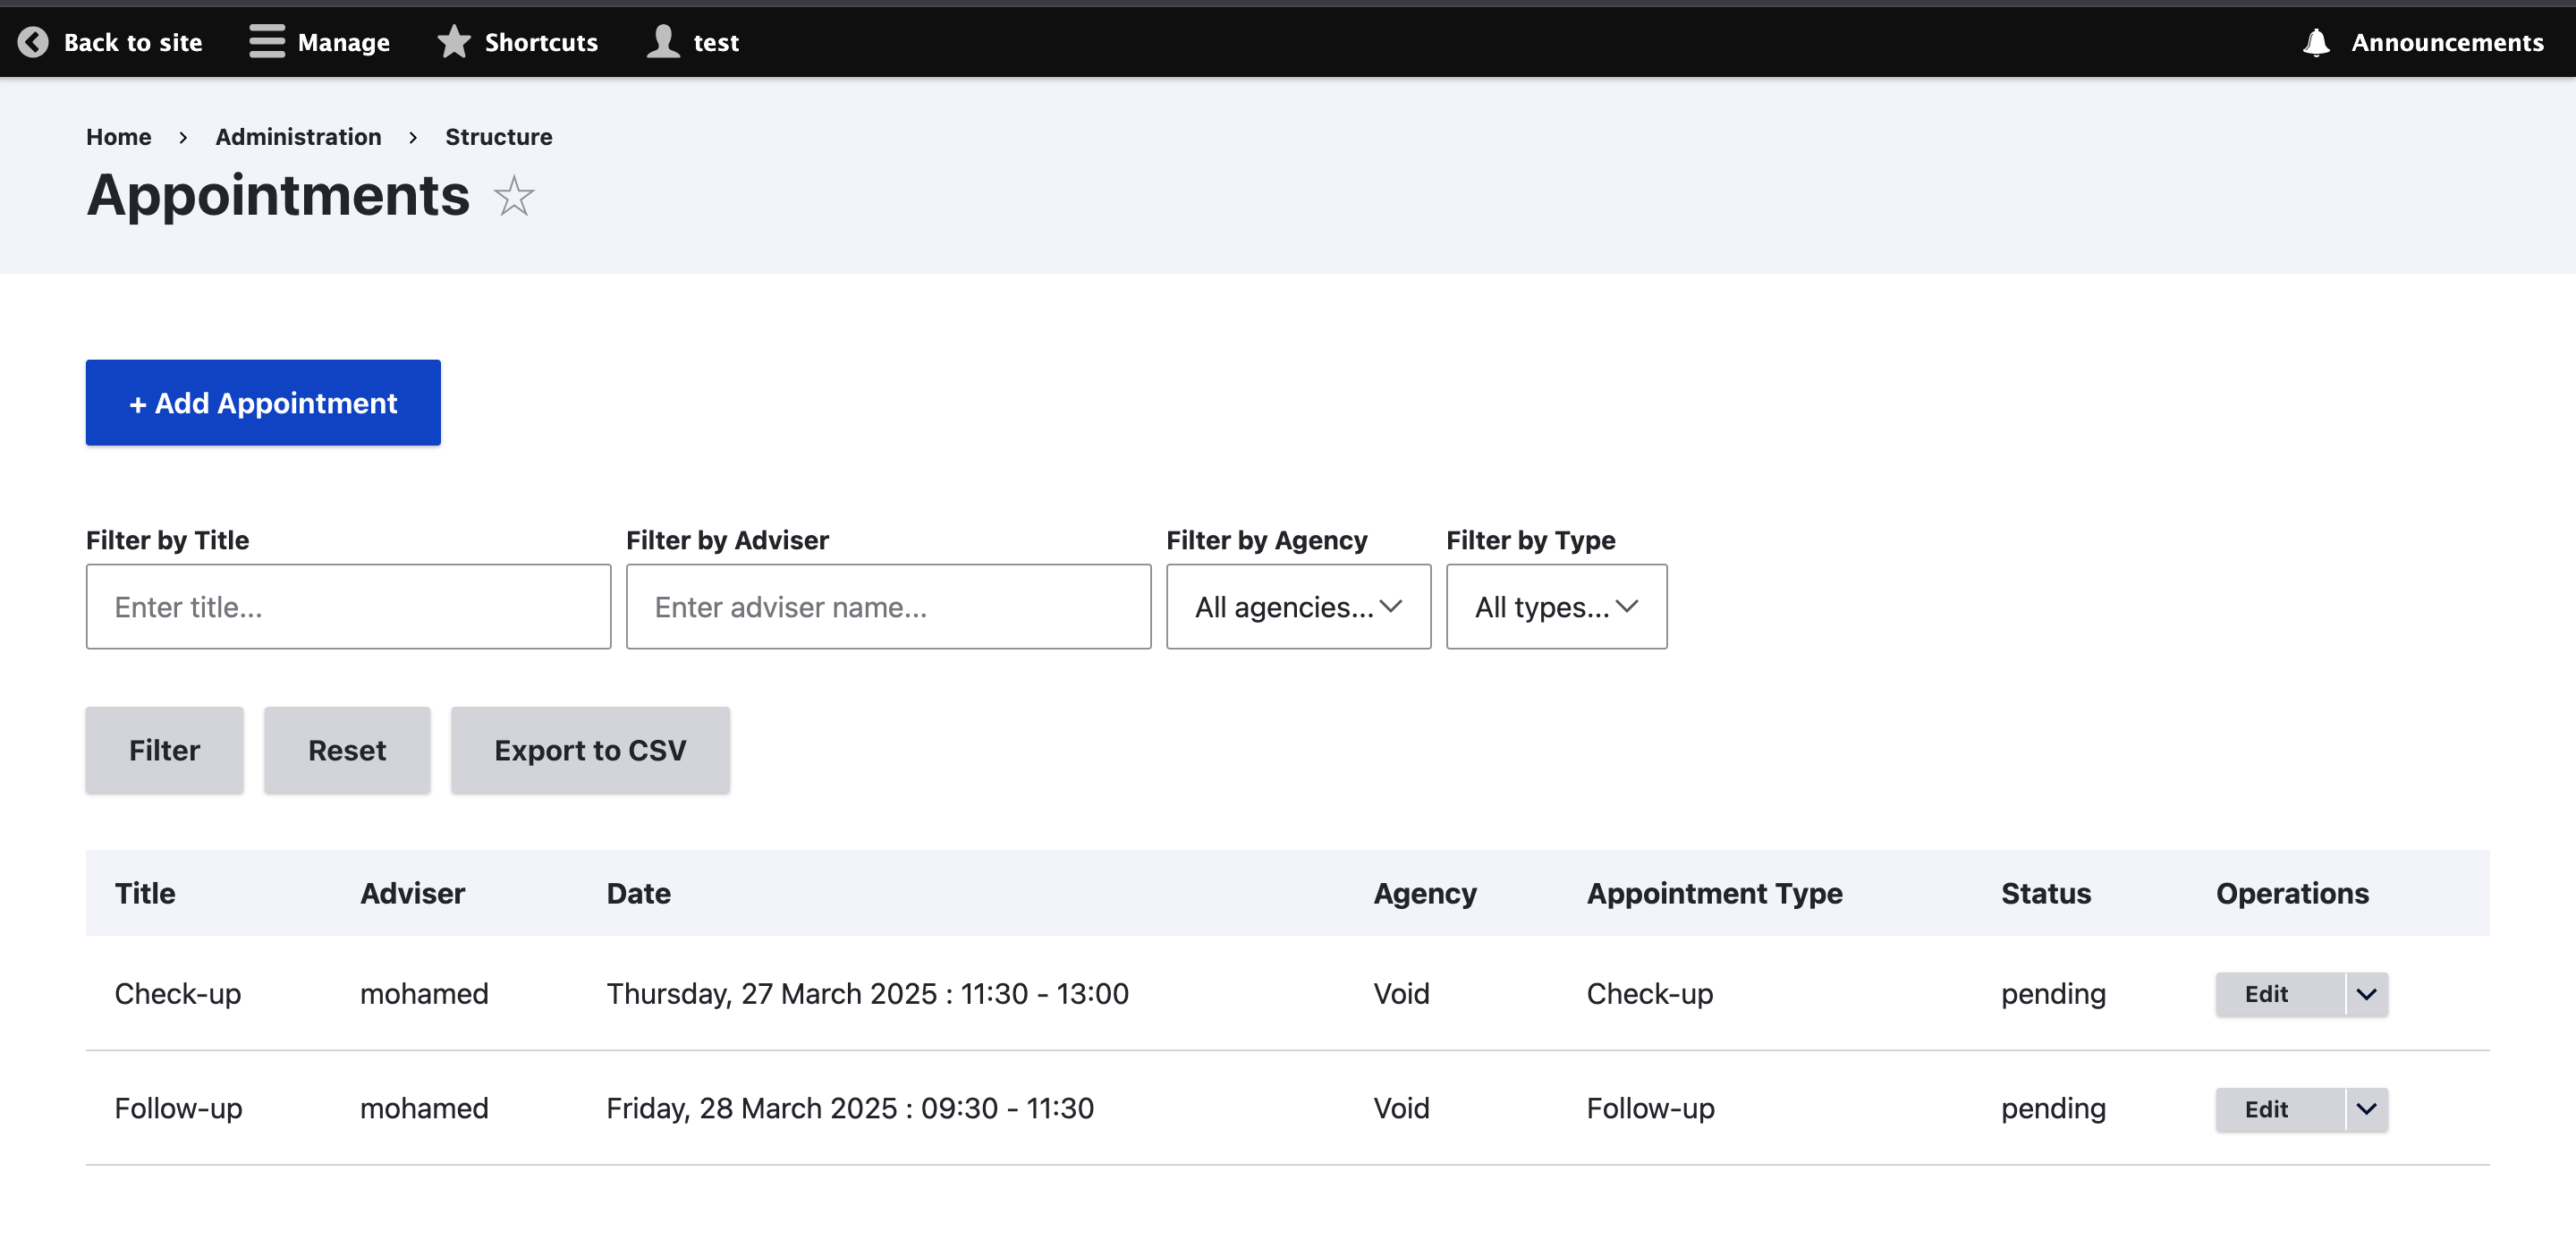 Back to site Manage Shortcuts test Announcements
Home › Administration › Structure
Appointments
+ Add Appointment
Filter by Title Filter by Adviser Filter by Agency Filter by Type
Enter title... Enter adviser name... All agencies... All types...
Filter Reset Export to CSV
Title Adviser Date Agency Appointment Type Status Operations
Check-up mohamed Thursday, 27 March 2025 : 11:30 - 13:00 Void Check-up pending Edit
Follow-up mohamed Friday, 28 March 2025 : 09:30 - 11:30 Void Follow-up pending Edit